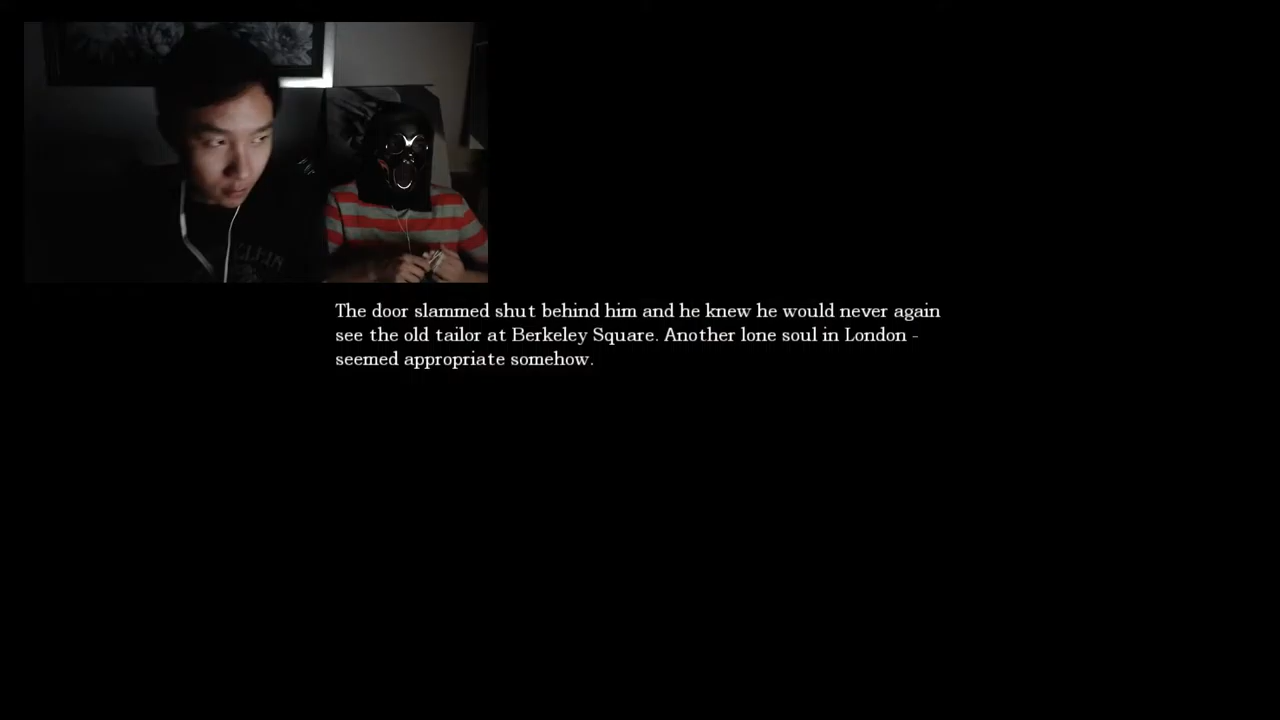 The door slammed shut behind him and he knew he would never again
see the old tailor at Berkeley Square. Another lone soul in London -
seemed appropriate somehow.